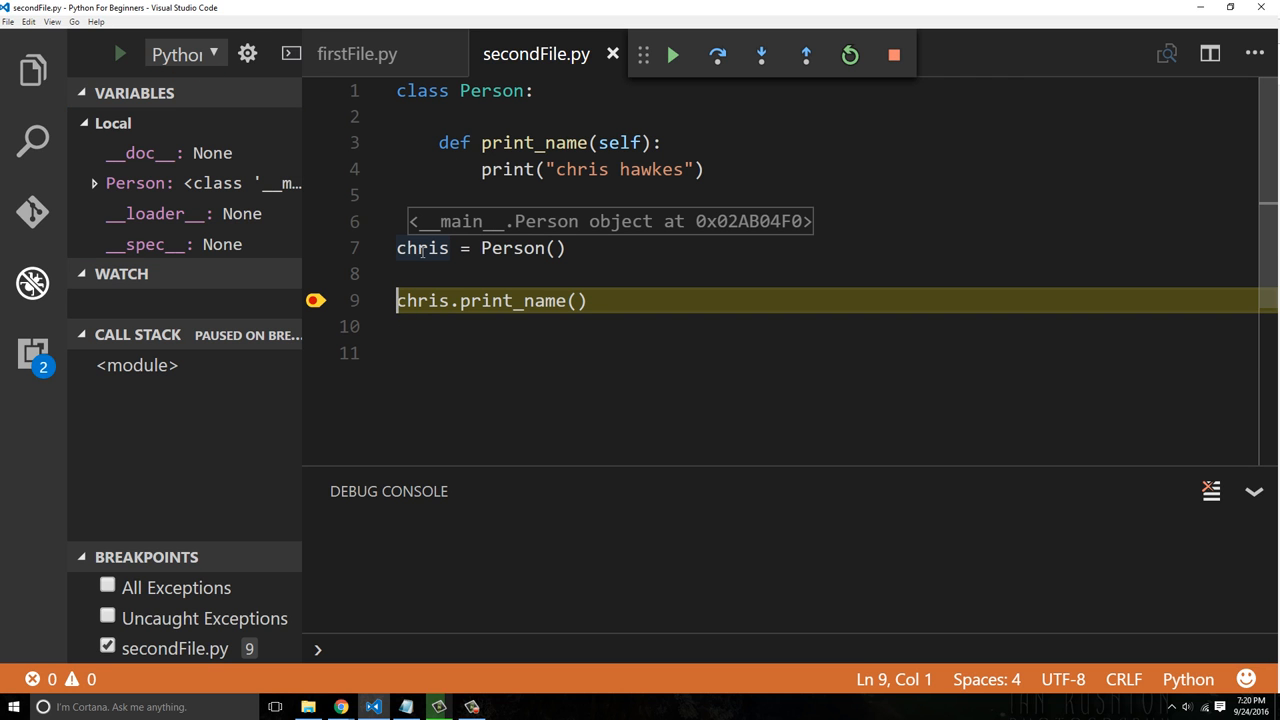 secondFile.py - Python For Beginners - Visual Studio Code
File Edit View Go Help
Pythor
firstFile.py
secondFile.py
VARIABLES
Local
__doc__: None
Person: <class '__m...
__loader__: None
__spec__: None
WATCH
CALL STACK PAUSED ON BRE...
<module>
2
BREAKPOINTS
All Exceptions
Uncaught Exceptions
secondFile.py 9
1 class Person:
2
3 def print_name(self):
4 print("chris hawkes")
5
6 <__main__.Person object at 0x02AB04F0>
7 chris = Person()
8
9 chris.print_name()
10
11
DEBUG CONSOLE
0 0
Ln 9, Col 1 Spaces: 4 UTF-8 CRLF Python
I'm Cortana. Ask me anything.
7:20 PM
9/24/2016